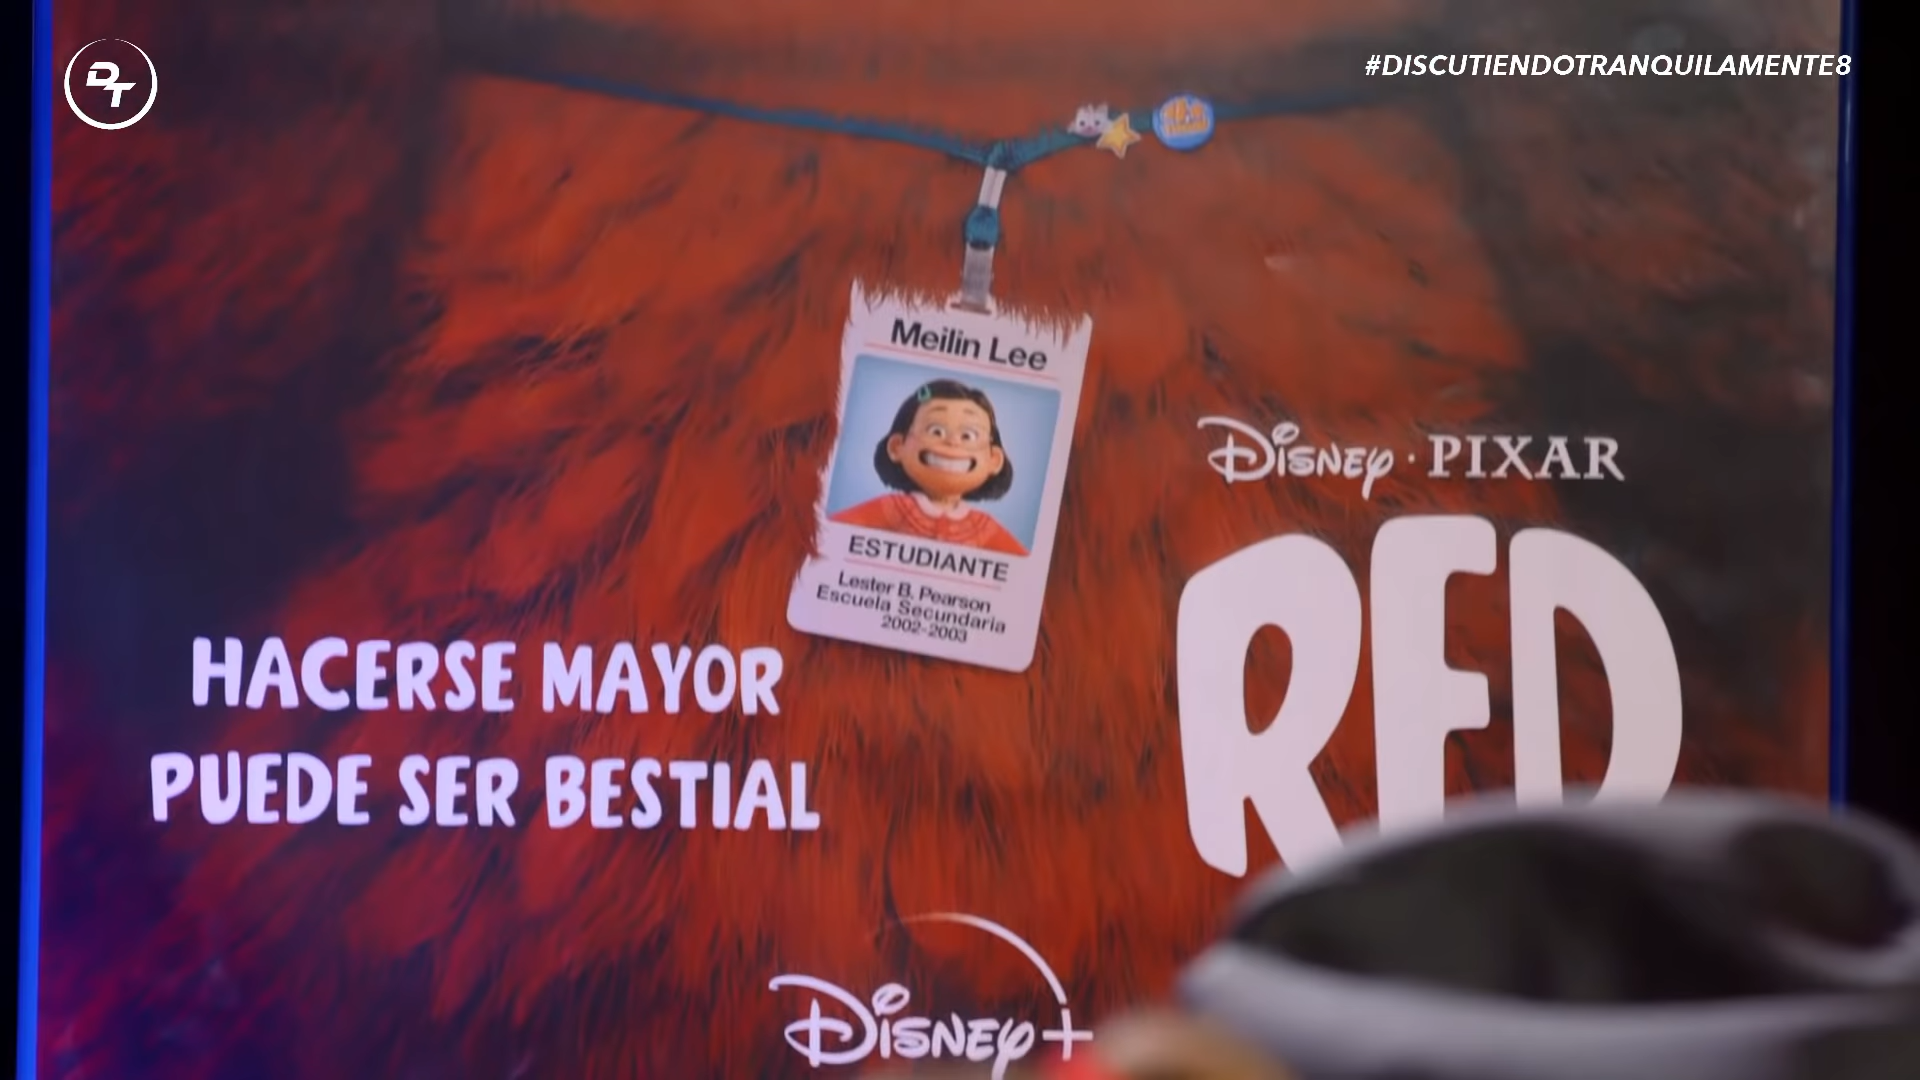 DT
#DISCUTIENDOTRANQUILAMENTE8
Meilin Lee
ESTUDIANTE
Lester B. Pearson
Escuela Secundaria
2002-2003
DISNEY · PIXAR
RED
HACERSE MAYOR
PUEDE SER BESTIAL
DISNEY+